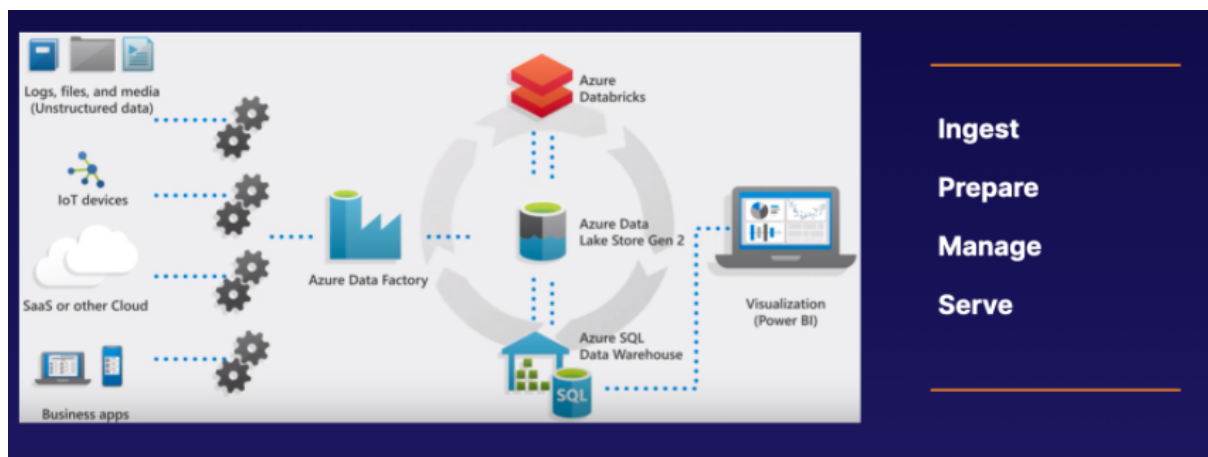 Logs, files, and media
(Unstructured data)
IoT devices
SaaS or other Cloud
Business apps
Azure Data Factory
Azure
Databricks
Azure Data
Lake Store Gen 2
Azure SQL
Data Warehouse
SQL
Visualization
(Power BI)
Ingest
Prepare
Manage
Serve